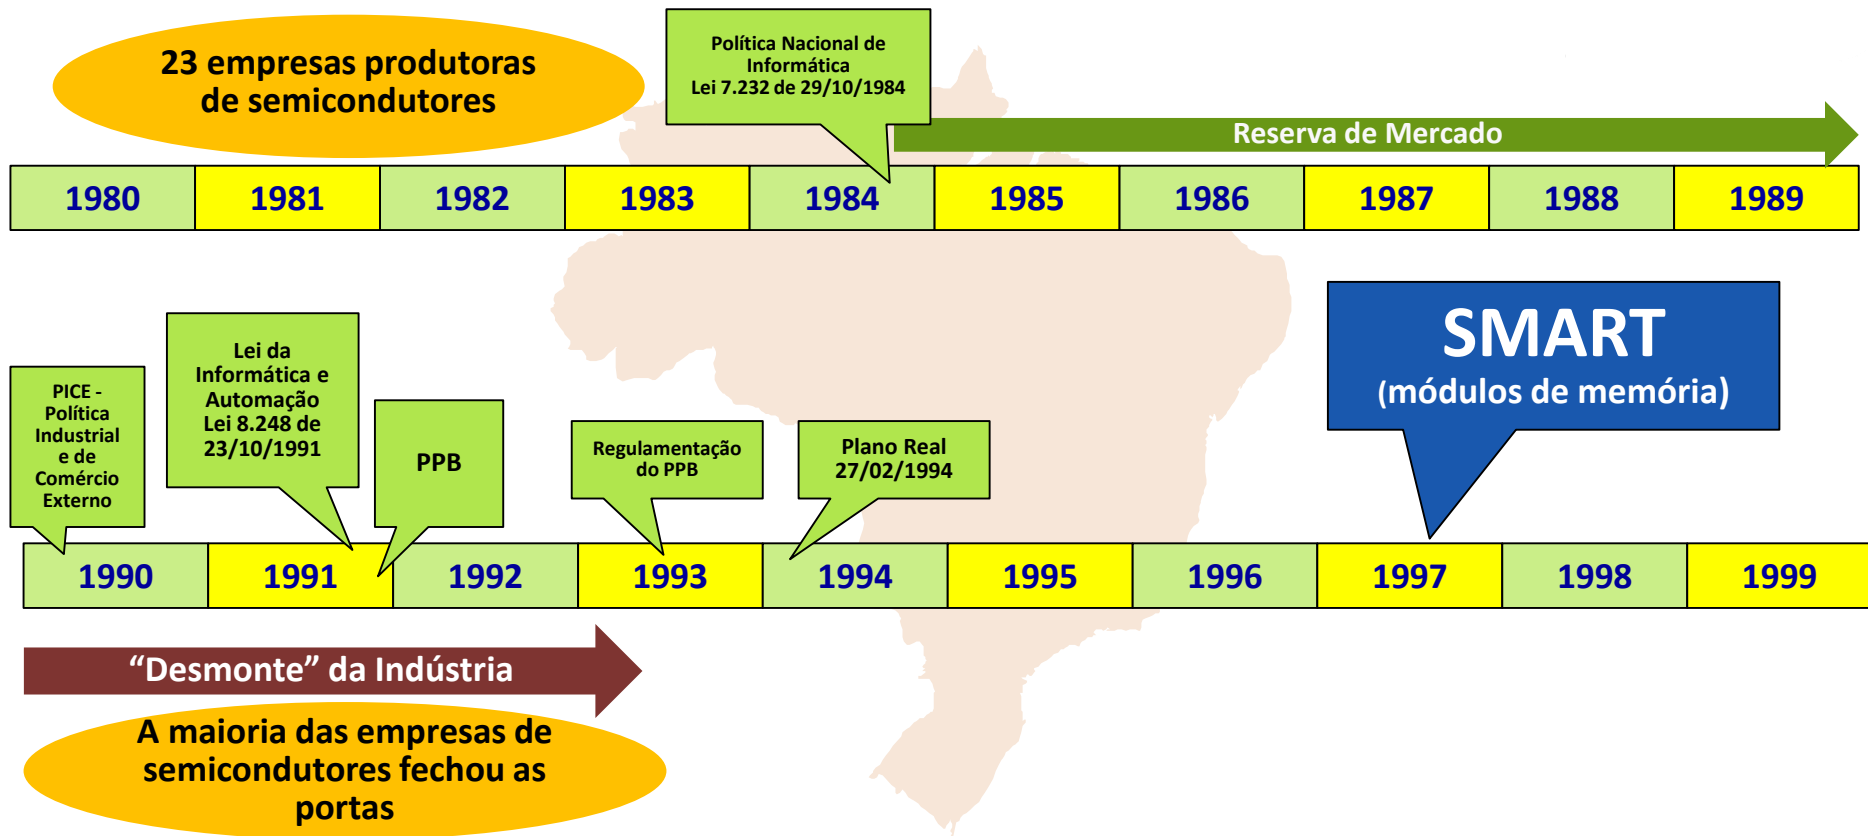 23 empresas produtoras
de semicondutores
Política Nacional de
Informática
Lei 7.232 de 29/10/1984
Reserva de Mercado
1980 1981 1982 1983 1984 1985 1986 1987 1988 1989
PICE -
Política
Industrial
e de
Comércio
Externo
Lei da
Informática e
Automação
Lei 8.248 de
23/10/1991
PPB
Regulamentação
do PPB
Plano Real
27/02/1994
SMART
(módulos de memória)
1990 1991 1992 1993 1994 1995 1996 1997 1998 1999
“Desmonte” da Indústria
A maioria das empresas de
semicondutores fechou as
portas